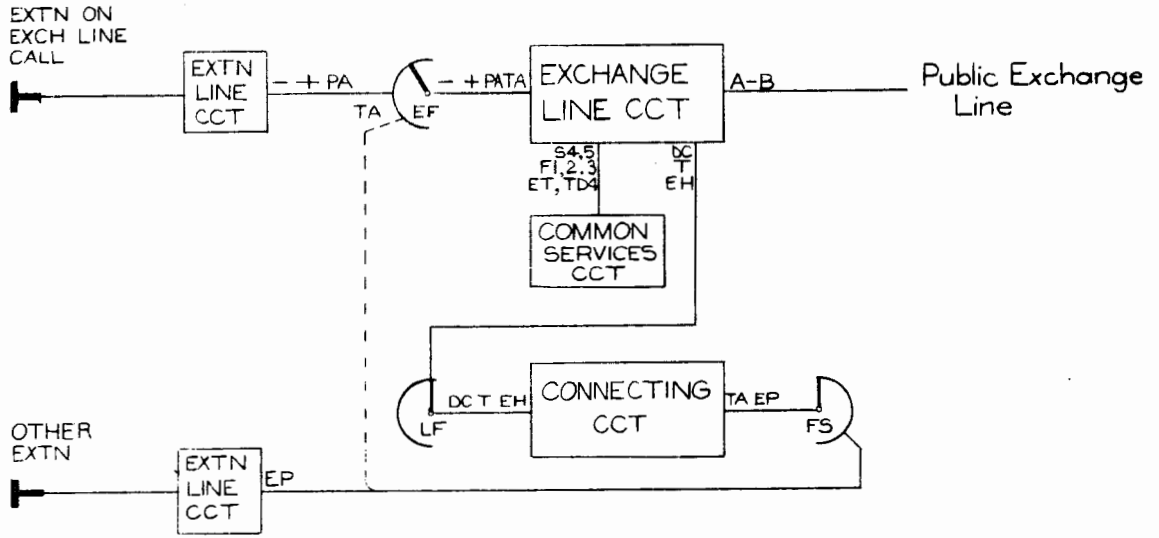 EXTN ON
EXCH LINE
CALL
EXTN
LINE
CCT
- + PA
TA
EF
- + PATA
EXCHANGE
LINE CCT
A-B
Public Exchange
Line
S4,5
F1,2.3
ET, TD4
DC
T
EH
COMMON
SERVICES
CCT
LF
DC T EH
CONNECTING
CCT
TA EP
FS
OTHER
EXTN
EXTN
LINE
CCT
EP